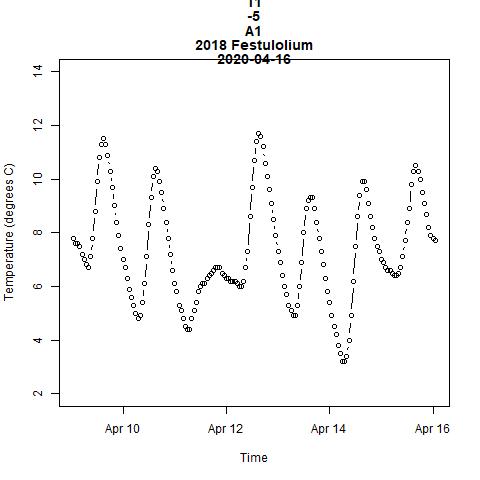 T1
-5
A1
2018 Festulolium
2020-04-16
14
12
10
8
6
4
2
Temperature (degrees C)
Apr 10
Apr 12
Apr 14
Apr 16
Time